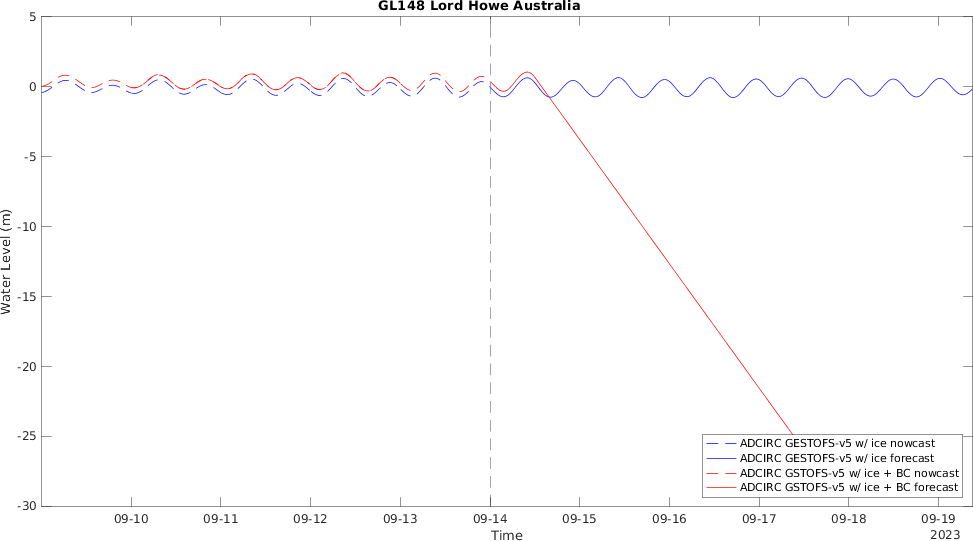 GL148 Lord Howe Australia
5
0
-5
-10
-15
-20
-25
-30
Water Level (m)
ADCIRC GESTOFS-v5 w/ ice nowcast
ADCIRC GESTOFS-v5 w/ ice forecast
ADCIRC GSTOFS-v5 w/ ice + BC nowcast
ADCIRC GSTOFS-v5 w/ ice + BC forecast
09-10 09-11 09-12 09-13 09-14 09-15 09-16 09-17 09-18 09-19
Time
2023